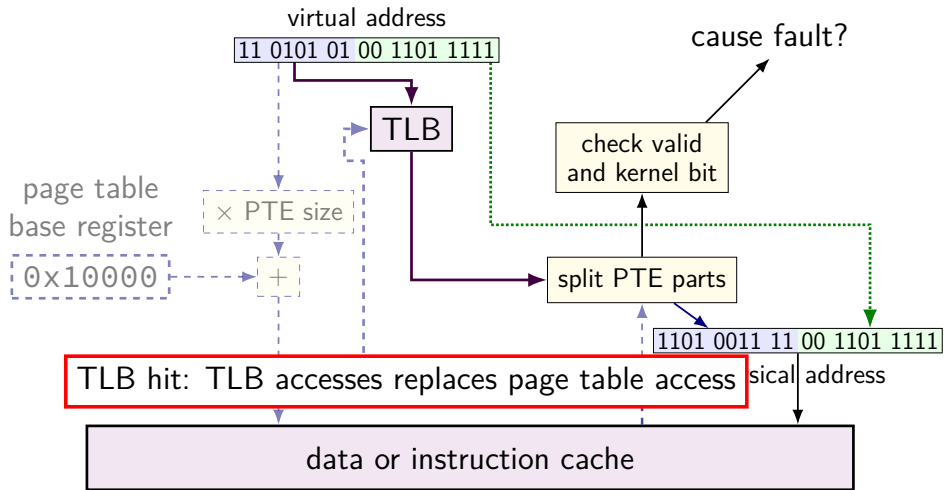 virtual address
11 0101 01 00 1101 1111
cause fault?
TLB
check valid
and kernel bit
page table
base register
× PTE size
0x10000
+
split PTE parts
1101 0011 11 00 1101 1111
TLB hit: TLB accesses replaces page table access
sical address
data or instruction cache